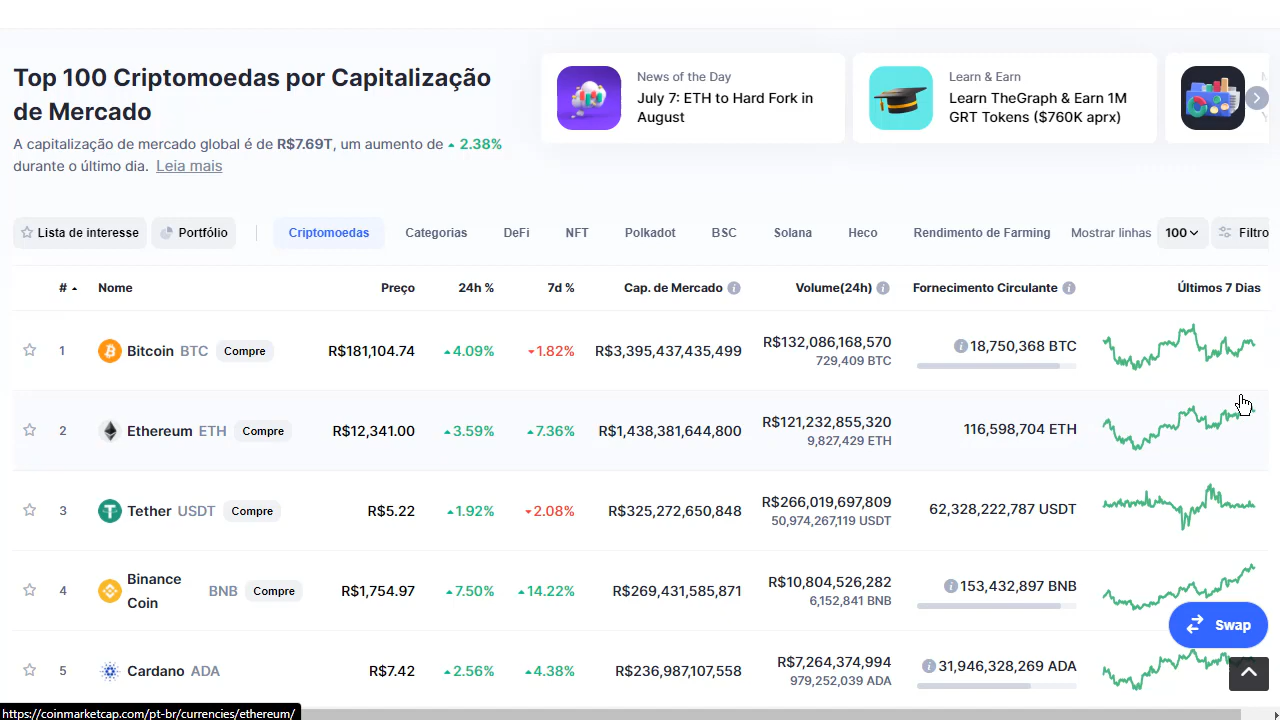 Top 100 Criptomoedas por Capitalização
de Mercado
A capitalização de mercado global é de R$7.69T, um aumento de 2.38%
durante o último dia. Leia mais
News of the Day
July 7: ETH to Hard Fork in
August
Learn & Earn
Learn TheGraph & Earn 1M
GRT Tokens ($760K aprx)
Lista de interesse Portfólio Criptomoedas Categorias DeFi NFT Polkadot BSC Solana Heco Rendimento de Farming Mostrar linhas 100 Filtro
# Nome Preço 24h % 7d % Cap. de Mercado Volume(24h) Fornecimento Circulante Últimos 7 Dias
1 Bitcoin BTC Compre R$181,104.74 4.09% 1.82% R$3,395,437,435,499 R$132,086,168,570 18,750,368 BTC
729,409 BTC
2 Ethereum ETH Compre R$12,341.00 3.59% 7.36% R$1,438,381,644,800 R$121,232,855,320 116,598,704 ETH
9,827,429 ETH
3 Tether USDT Compre R$5.22 1.92% 2.08% R$325,272,650,848 R$266,019,697,809 62,328,222,787 USDT
50,974,267,119 USDT
4 Binance Coin BNB Compre R$1,754.97 7.50% 14.22% R$269,431,585,871 R$10,804,526,282 153,432,897 BNB
6,152,841 BNB
Swap
5 Cardano ADA R$7.42 2.56% 4.38% R$236,987,107,558 R$7,264,374,994 31,946,328,269 ADA
979,252,039 ADA
https://coinmarketcap.com/pt-br/currencies/ethereum/